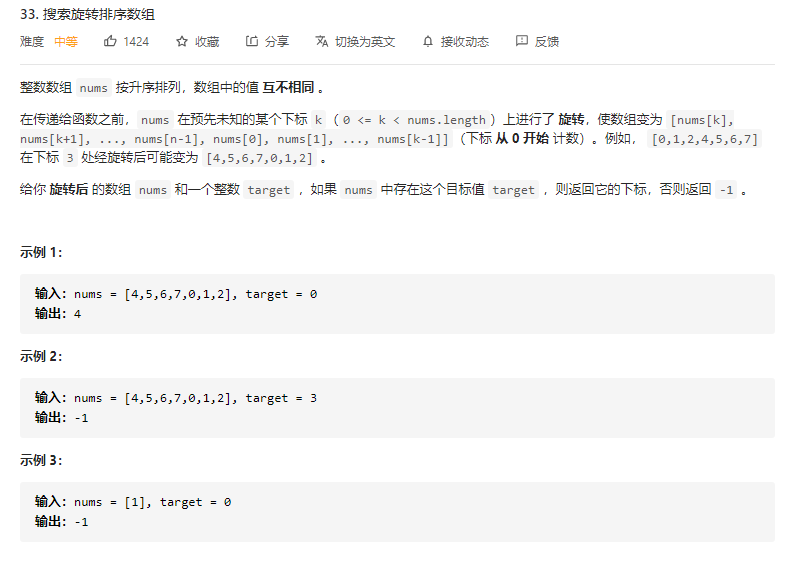 33. 搜索旋转排序数组
难度 中等 1424 收藏 分享 切换为英文 接收动态 反馈
整数数组 nums 按升序排列，数组中的值 互不相同 。
在传递给函数之前，nums 在预先未知的某个下标 k（0 <= k < nums.length）上进行了 旋转，使数组变为 [nums[k],
nums[k+1], ..., nums[n-1], nums[0], nums[1], ..., nums[k-1]]（下标 从 0 开始 计数）。例如， [0,1,2,4,5,6,7]
在下标 3 处经旋转后可能变为 [4,5,6,7,0,1,2] 。
给你 旋转后 的数组 nums 和一个整数 target ，如果 nums 中存在这个目标值 target ，则返回它的下标，否则返回 -1 。
示例 1：
输入：nums = [4,5,6,7,0,1,2], target = 0
输出：4
示例 2：
输入：nums = [4,5,6,7,0,1,2], target = 3
输出：-1
示例 3：
输入：nums = [1], target = 0
输出：-1